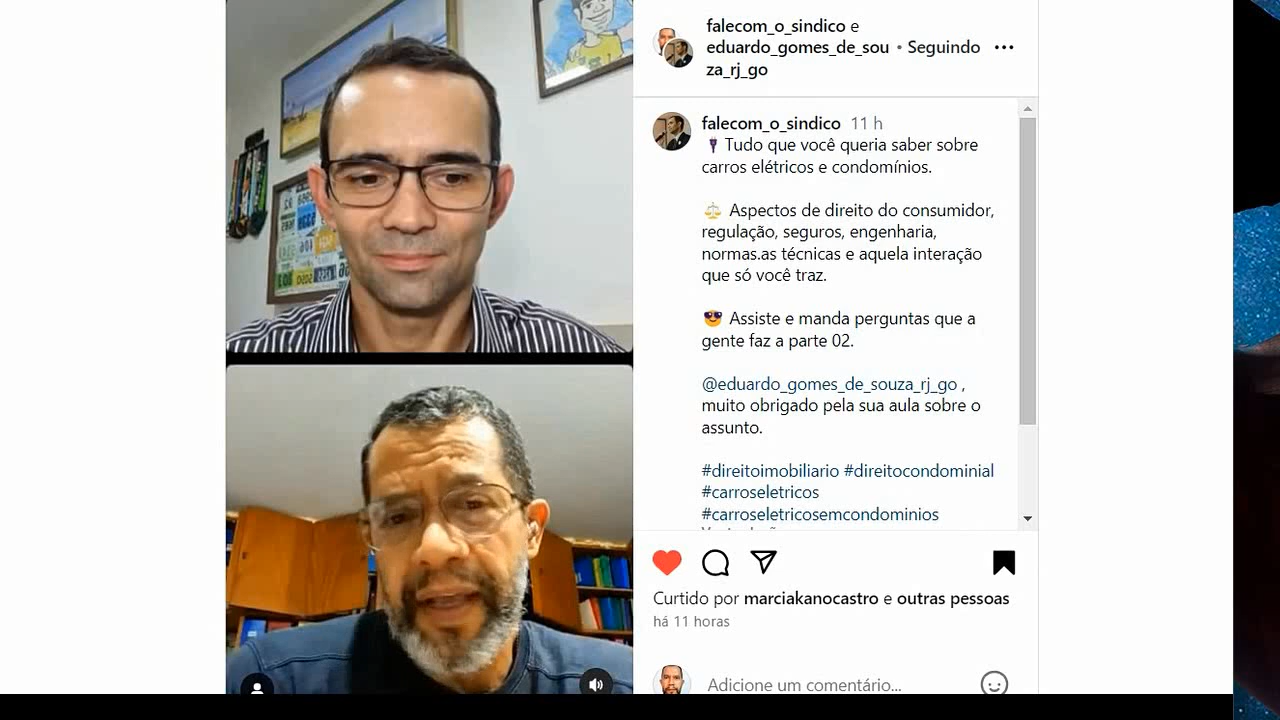 falecom_o_sindico e
eduardo_gomes_de_sou • Seguindo
za_rj_go
falecom_o_sindico 11 h
Tudo que você queria saber sobre
carros elétricos e condomínios.
Aspectos de direito do consumidor,
regulação, seguros, engenharia,
normas.as técnicas e aquela interação
que só você traz.
Assiste e manda perguntas que a
gente faz a parte 02.
@eduardo_gomes_de_souza_rj_go ,
muito obrigado pela sua aula sobre o
assunto.
#direitoimobiliario #direitocondominial
#carroseletricos
#carroseletricosemcondominios
Curtido por marciakanocastro e outras pessoas
há 11 horas
Adicione um comentário...